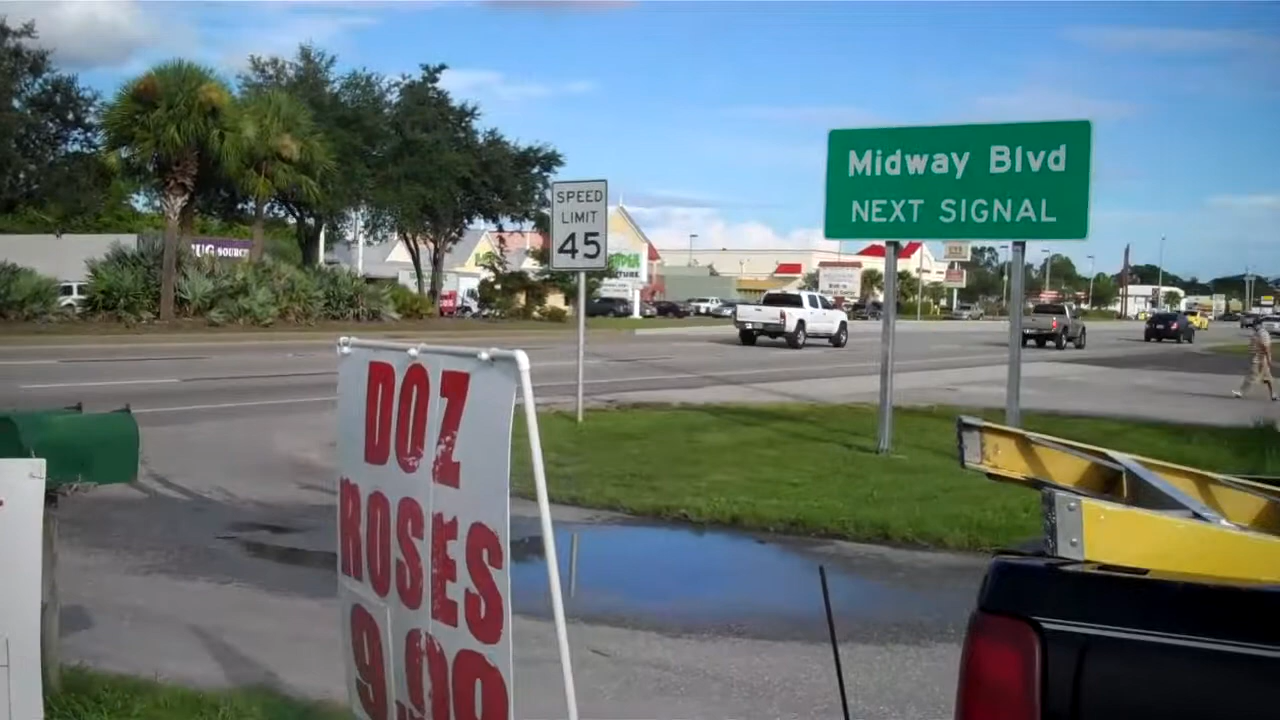 Midway Blvd
NEXT SIGNAL
SPEED
LIMIT
45
DOZ
ROSES
9.99